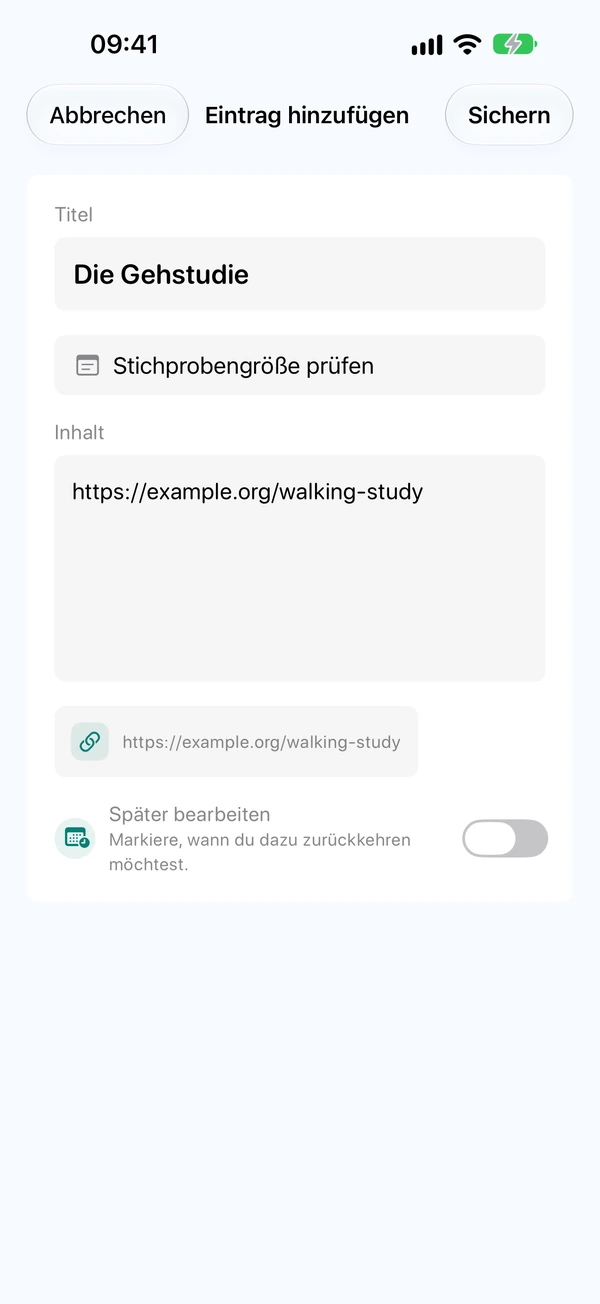 09:41
Abbrechen
Eintrag hinzufügen
Sichern
Titel
Die Gehstudie
Stichprobengröße prüfen
Inhalt
https://example.org/walking-study
https://example.org/walking-study
Später bearbeiten
Markiere, wann du dazu zurückkehren
möchtest.